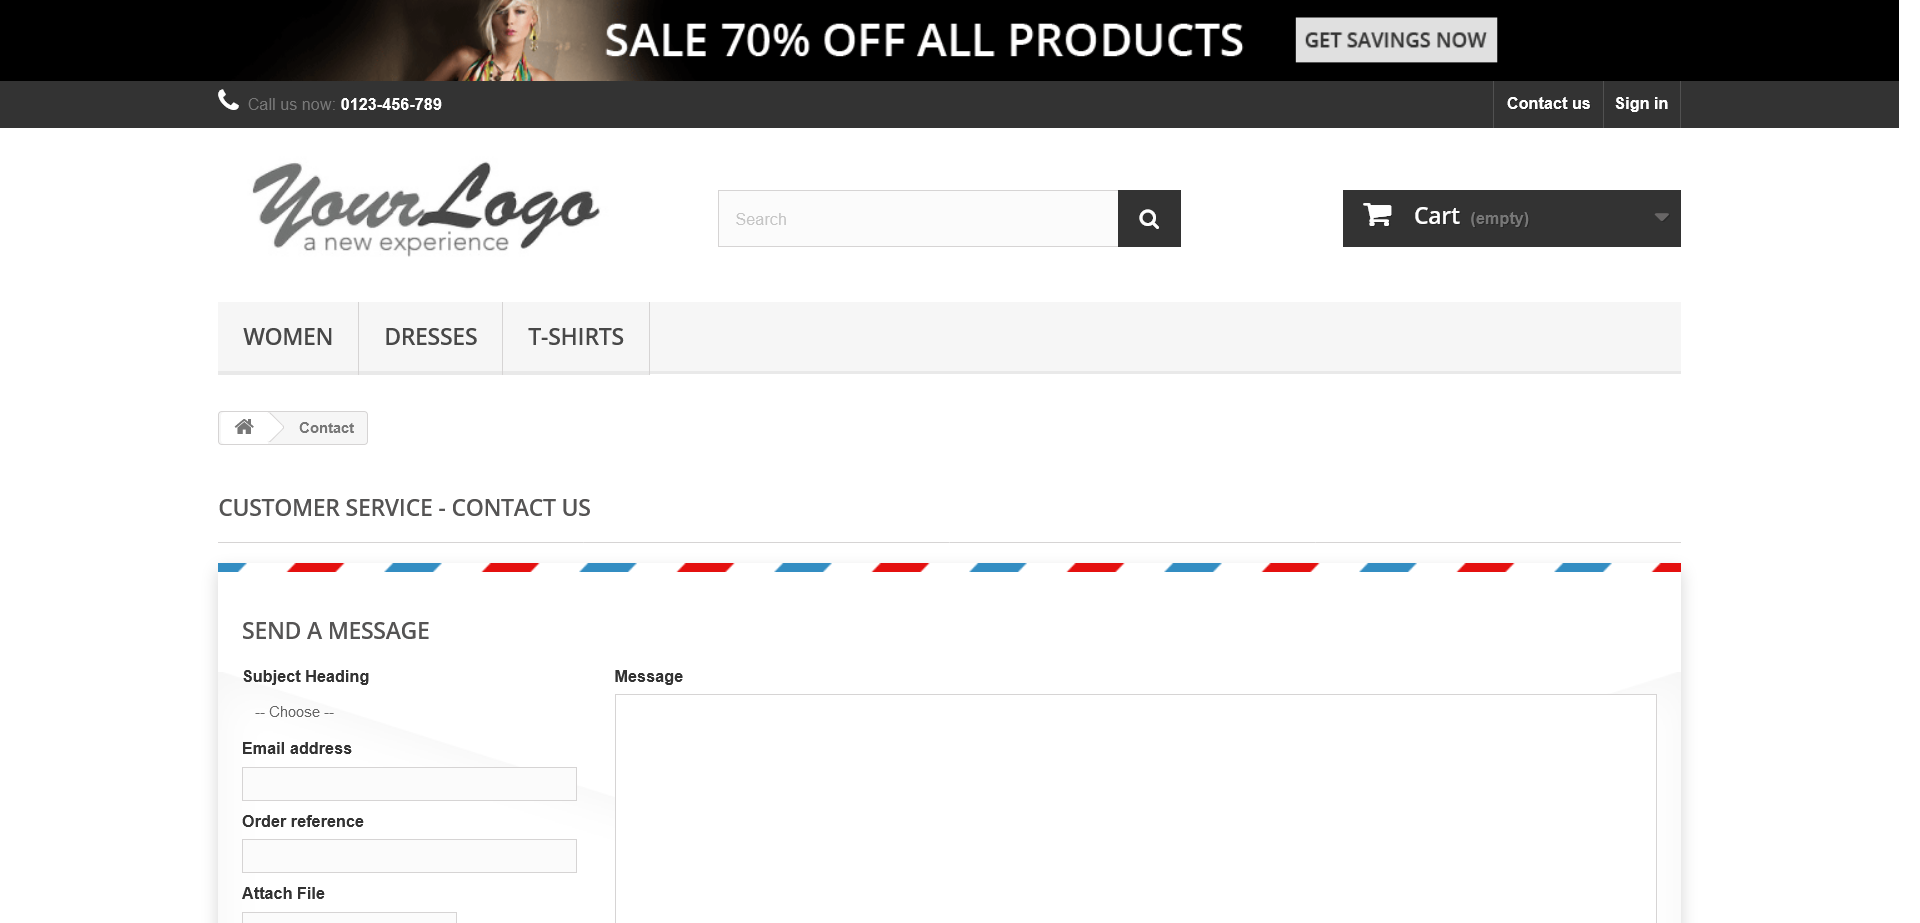 SALE 70% OFF ALL PRODUCTS GET SAVINGS NOW
Call us now: 0123-456-789 Contact us Sign in
YourLogo
a new experience
Search
Cart (empty)
WOMEN DRESSES T-SHIRTS
Contact
CUSTOMER SERVICE - CONTACT US
SEND A MESSAGE
Subject Heading
-- Choose --
Email address
Order reference
Attach File
Message